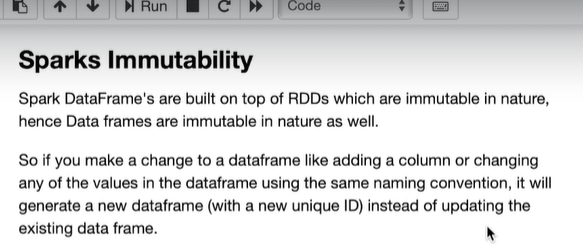 Run
Code
Sparks Immutability
Spark DataFrame's are built on top of RDDs which are immutable in nature,
hence Data frames are immutable in nature as well.
So if you make a change to a dataframe like adding a column or changing
any of the values in the dataframe using the same naming convention, it will
generate a new dataframe (with a new unique ID) instead of updating the
existing data frame.